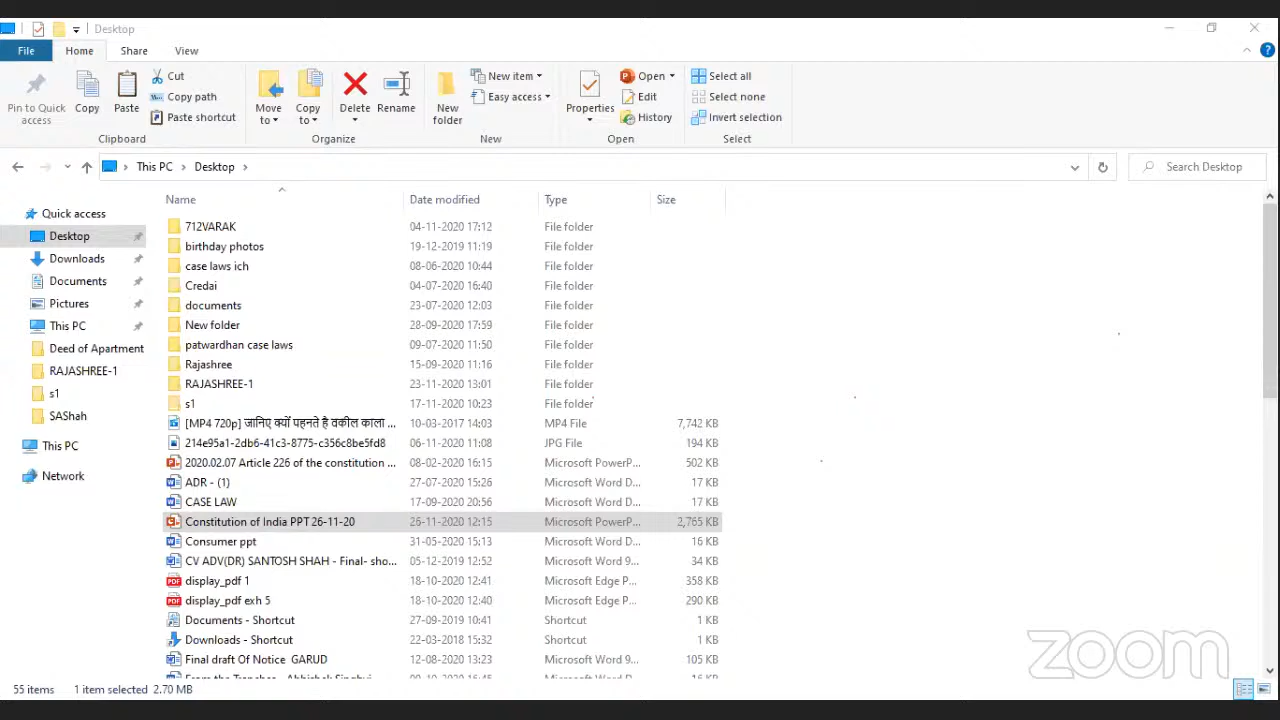 Desktop
File Home Share View
Pin to Quick access
Copy
Paste
Cut
Copy path
Paste shortcut
Clipboard
Move to
Copy to
Delete
Rename
Organize
New folder
New item
Easy access
New
Properties
Open
Edit
History
Open
Select all
Select none
Invert selection
Select
This PC > Desktop >
Search Desktop
Name Date modified Type Size
Quick access
Desktop
Downloads
Documents
Pictures
This PC
Deed of Apartment
RAJASHREE-1
s1
SAShah
This PC
Network
712VARAK 04-11-2020 17:12 File folder
birthday photos 19-12-2019 11:19 File folder
case laws ich 08-06-2020 10:44 File folder
Credai 04-07-2020 16:40 File folder
documents 23-07-2020 12:03 File folder
New folder 28-09-2020 17:59 File folder
patwardhan case laws 09-07-2020 11:50 File folder
Rajashree 15-09-2020 11:16 File folder
RAJASHREE-1 23-11-2020 13:01 File folder
s1 17-11-2020 10:23 File folder
[MP4 720p] जानिए क्यों पहनते है वकील काला ... 10-03-2017 14:03 MP4 File 7,742 KB
214e95a1-2db6-41c3-8775-c356c8be5fd8 06-11-2020 11:08 JPG File 194 KB
2020.02.07 Article 226 of the constitution ... 08-02-2020 16:15 Microsoft PowerP... 502 KB
ADR - (1) 27-07-2020 15:26 Microsoft Word D... 17 KB
CASE LAW 17-09-2020 20:56 Microsoft Word D... 17 KB
Constitution of India PPT 26-11-20 26-11-2020 12:15 Microsoft PowerP... 2,765 KB
Consumer ppt 31-05-2020 15:13 Microsoft Word D... 16 KB
CV ADV(DR) SANTOSH SHAH - Final- sho... 05-12-2019 12:52 Microsoft Word 9... 34 KB
display_pdf 1 18-10-2020 12:41 Microsoft Edge P... 358 KB
display_pdf exh 5 18-10-2020 12:40 Microsoft Edge P... 290 KB
Documents - Shortcut 27-09-2019 10:41 Shortcut 1 KB
Downloads - Shortcut 22-03-2018 15:32 Shortcut 1 KB
Final draft Of Notice GARUD 12-08-2020 13:23 Microsoft Word 9... 105 KB
55 items 1 item selected 2.70 MB
zoom